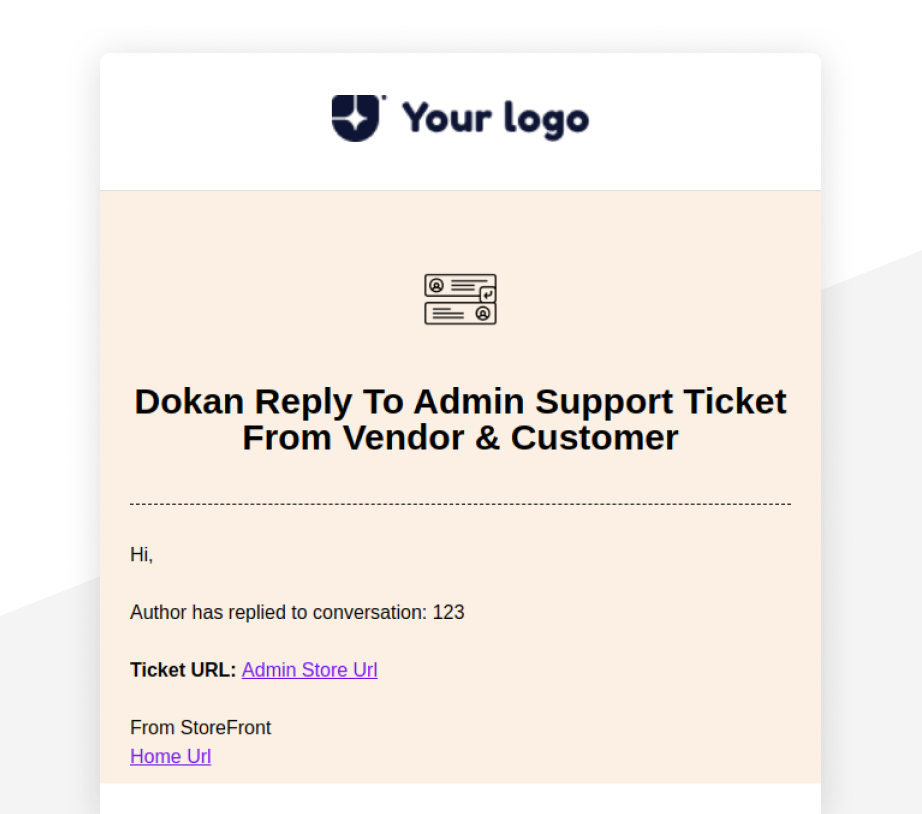 Your logo
Dokan Reply To Admin Support Ticket
From Vendor & Customer
Hi,
Author has replied to conversation: 123
Ticket URL: Admin Store Url
From StoreFront
Home Url